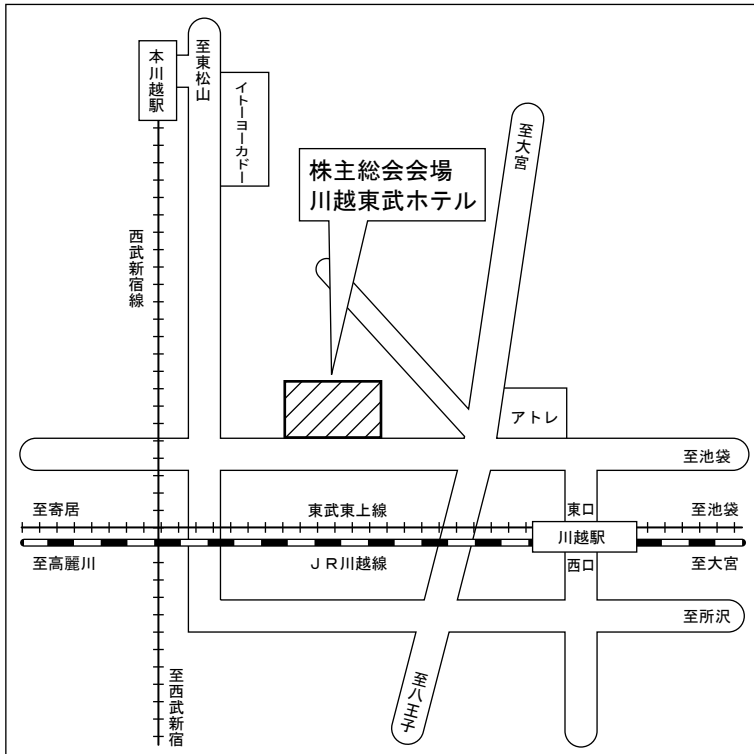 本川越駅
至東松山
イトーヨーカドー
至大宮
株主総会会場
川越東武ホテル
西武新宿線
アトレ
至池袋
至寄居
東武東上線
東口
至池袋
川越駅
至高麗川
JR川越線
西口
至大宮
至所沢
至西武新宿
至八王子